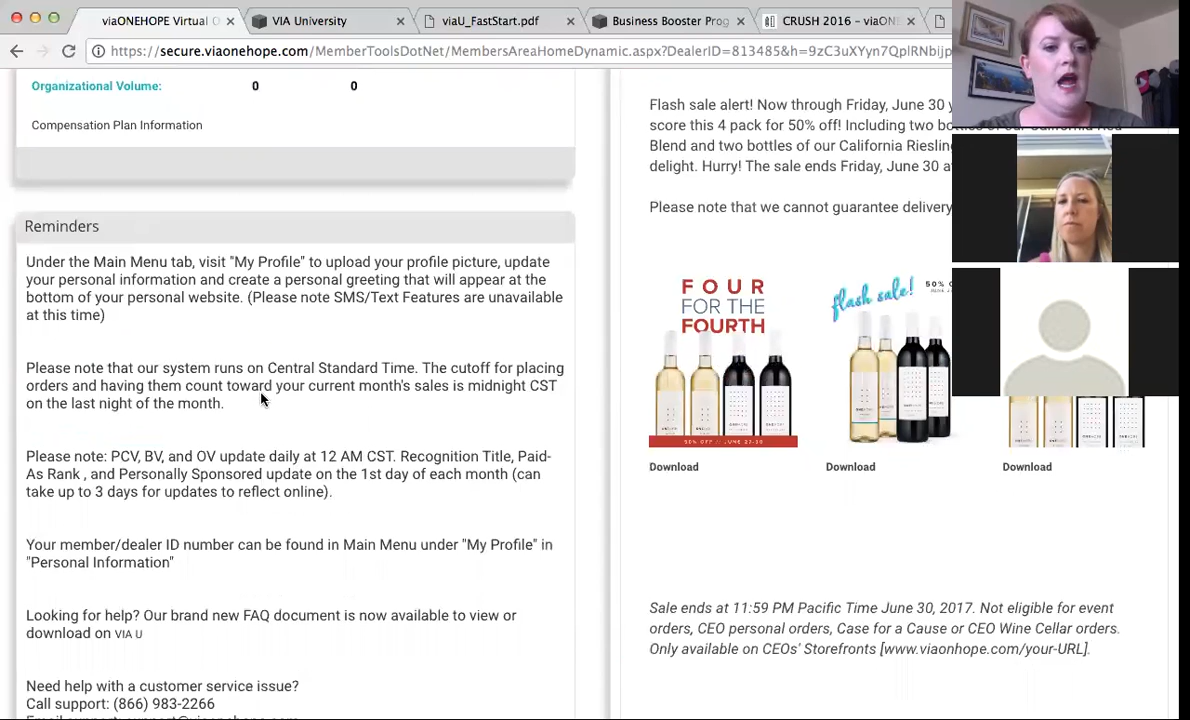 viaONEHOPE Virtual O
VIA University
viaU_FastStart.pdf
Business Booster Prog
CRUSH 2016 – viaON
https://secure.viaonehope.com/MemberToolsDotNet/MembersAreaHomeDynamic.aspx?DealerID=813485&h=9zC3uXYyn7QplRNbijp
Organizational Volume: 0 0
Compensation Plan Information
Reminders
Under the Main Menu tab, visit "My Profile" to upload your profile picture, update
your personal information and create a personal greeting that will appear at the
bottom of your personal website. (Please note SMS/Text Features are unavailable
at this time)
Please note that our system runs on Central Standard Time. The cutoff for placing
orders and having them count toward your current month's sales is midnight CST
on the last night of the month.
Please note: PCV, BV, and OV update daily at 12 AM CST. Recognition Title, Paid-
As Rank , and Personally Sponsored update on the 1st day of each month (can
take up to 3 days for updates to reflect online).
Your member/dealer ID number can be found in Main Menu under "My Profile" in
"Personal Information"
Looking for help? Our brand new FAQ document is now available to view or
download on VIA U
Need help with a customer service issue?
Call support: (866) 983-2266
Flash sale alert! Now through Friday, June 30
score this 4 pack for 50% off! Including two
Blend and two bottles of our California Riesling
delight. Hurry! The sale ends Friday, June 30
Please note that we cannot guarantee delivery
FOUR
FOR THE
FOURTH
50% OFF // JUNE
flash sale!
50%
Download
Download
Download
Sale ends at 11:59 PM Pacific Time June 30, 2017. Not eligible for event
orders, CEO personal orders, Case for a Cause or CEO Wine Cellar orders.
Only available on CEOs' Storefronts [www.viaonhope.com/your-URL].